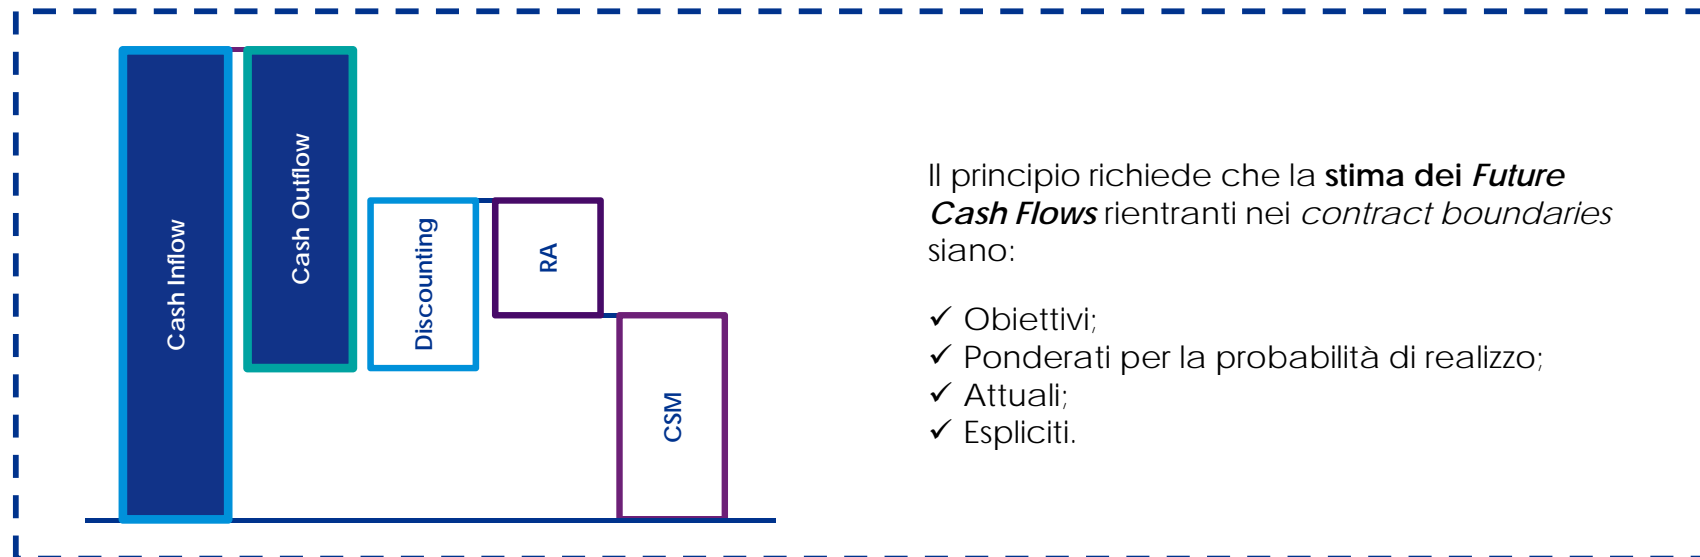 Cash Inflow
Cash Outflow
Discounting
RA
CSM
Il principio richiede che la stima dei Future
Cash Flows rientranti nei contract boundaries
siano:
✓ Obiettivi;
✓ Ponderati per la probabilità di realizzo;
✓ Attuali;
✓ Espliciti.